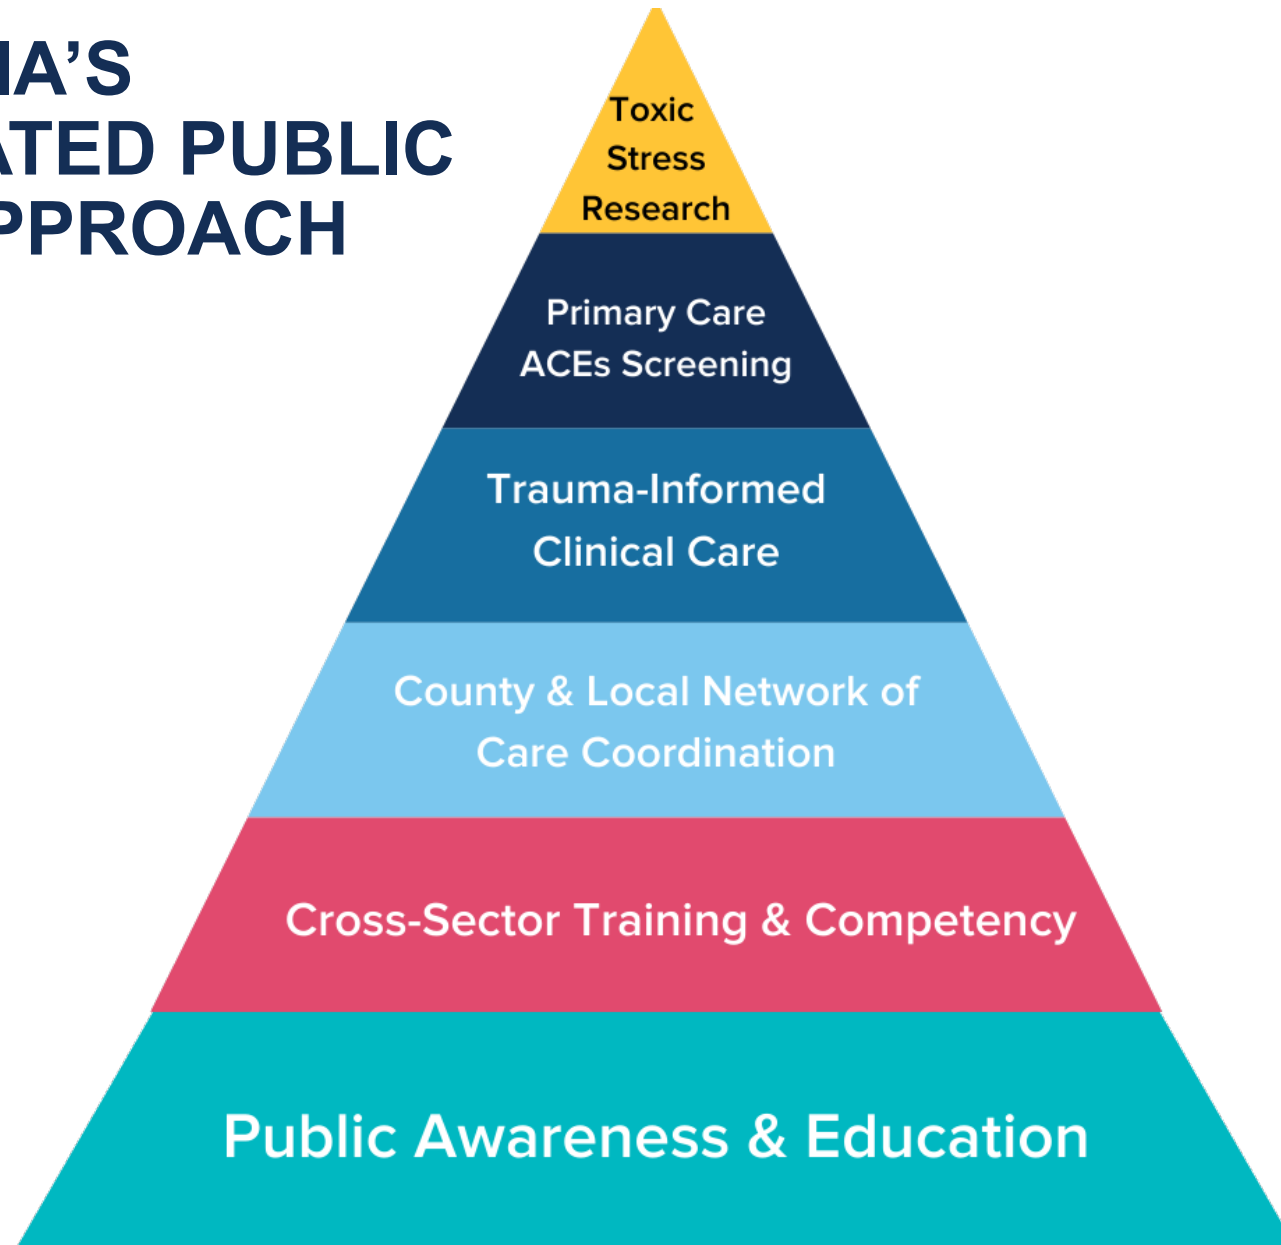 IA’S
ATED PUBLIC
PPROACH
Toxic
Stress
Research
Primary Care
ACEs Screening
Trauma-Informed
Clinical Care
County & Local Network of
Care Coordination
Cross-Sector Training & Competency
Public Awareness & Education